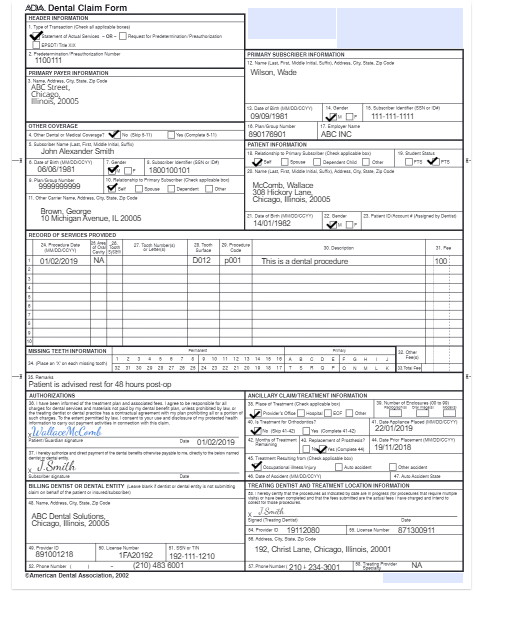 ADA. Dental Claim Form
HEADER INFORMATION
1. Type of Transaction (Check all applicable boxes)
Statement of Actual Services – OR – Request for Predetermination/Preauthorization
EPSDT/Title XIX
2. Predetermination/Preauthorization Number
1100111
PRIMARY PAYER INFORMATION
3. Name, Address, City, State, Zip Code
ABC Street,
Chicago,
Illinois, 20005
OTHER COVERAGE
4. Other Dental or Medical Coverage? No (Skip 5-11) Yes (Complete 5-11)
5. Subscriber Name (Last, First, Middle Initial, Suffix), Address, City, State, Zip Code
John Alexander Smith
6. Date of Birth (MM/DD/CCYY) 7. Gender 8. Subscriber Identifier (SSN or ID#)
06/06/1981 M F 1800100101
9. Plan/Group Number 10. Relationship to Primary Subscriber (Check applicable box)
9999999999 Self Spouse Dependent Other
11. Other Carrier Name, Address, City, State, Zip Code
Brown, George
10 Michigan Avenue, IL 20005
PRIMARY SUBSCRIBER INFORMATION
12. Name (Last, First, Middle Initial, Suffix), Address, City, State, Zip Code
Wilson, Wade
13. Date of Birth (MM/DD/CCYY) 14. Gender 15. Subscriber Identifier (SSN or ID#)
09/09/1981 M F 111-111-1111
16. Plan/Group Number 17. Employer Name
890176901 ABC INC
PATIENT INFORMATION
18. Relationship to Primary Subscriber (Check applicable box) 19. Student Status
Self Spouse Dependent Child Other FTS PTS
20. Name (Last, First, Middle Initial, Suffix), Address, City, State, Zip Code
McComb, Wallace
308 Hickory Lane
Chicago, Illinois, 20005
21. Date of Birth (MM/DD/CCYY) 22. Gender 23. Patient ID/Account # (Assigned by Dentist)
14/01/1982 M F
RECORD OF SERVICES PROVIDED
24. Procedure Date (MM/DD/CCYY) 25. Area of Oral Cavity 26. Tooth System 27. Tooth Number(s) or Letter(s) 28. Tooth Surface 29. Procedure Code 30. Description 31. Fee
1 01/02/2019 NA D012 p001 This is a dental procedure 100
2
3
4
5
6
7
8
9
10
MISSING TEETH INFORMATION Permanent Primary 32. Other Fee(s)
34. (Place an 'X' on each missing tooth)
1 2 3 4 5 6 7 8 9 10 11 12 13 14 15 16 A B C D E F G H I J
32 31 30 29 28 27 26 25 24 23 22 21 20 19 18 17 T S R Q P O N M L K 33. Total Fee
35. Remarks
Patient is advised rest for 48 hours post-op
AUTHORIZATIONS
36. I have been informed of the treatment plan and associated fees. I agree to be responsible for all
charges for dental services and materials not paid by my dental benefit plan, unless prohibited by law, or
the treating dentist or dental practice has a contractual agreement with my plan prohibiting all or a portion of
such charges. To the extent permitted by law, I consent to your use and disclosure of my protected health
information to carry out payment activities in connection with this claim.
WallaceMcComb
Patient/Guardian signature Date 01/02/2019
37. I hereby authorize and direct payment of the dental benefits otherwise payable to me, directly to the below named
dentist or dental entity.
X J.Smith
Subscriber signature Date
ANCILLARY CLAIM/TREATMENT INFORMATION
38. Place of Treatment (Check applicable box) 39. Number of Enclosures (00 to 99)
Provider's Office Hospital ECF Other
40. Is Treatment for Orthodontics? 41. Date Appliance Placed (MM/DD/CCYY)
No (Skip 41-42) Yes (Complete 41-42) 22/01/2019
42. Months of Treatment Remaining 43. Replacement of Prosthesis? 44. Date Prior Placement (MM/DD/CCYY)
No Yes (Complete 44) 19/11/2018
45. Treatment Resulting from (Check applicable box)
Occupational illness/injury Auto accident Other accident
46. Date of Accident (MM/DD/CCYY) 47. Auto Accident State
BILLING DENTIST OR DENTAL ENTITY (Leave blank if dentist or dental entity is not submitting
claim on behalf of the patient or insured/subscriber)
48. Name, Address, City, State, Zip Code
ABC Dental Solutions,
Chicago, Illinois, 20005
49. Provider ID 50. License Number 51. SSN or TIN
891001218 1FA20192 192-111-1210
52. Phone Number ( ) – (210) 483 6001
TREATING DENTIST AND TREATMENT LOCATION INFORMATION
53. I hereby certify that the procedures as indicated by date are in progress (for procedures that require multiple
visits) or have been completed and that the fees submitted are the actual fees I have charged and intend to
collect for those procedures.
X J.Smith
Signed (Treating Dentist) Date
54. Provider ID 19112080 55. License Number 871300911
56. Address, City, State, Zip Code
192, Christ Lane, Chicago, Illinois, 20001
57. Phone Number ( 210 ) 234-3001 58. Treating Provider Specialty NA
©American Dental Association, 2002